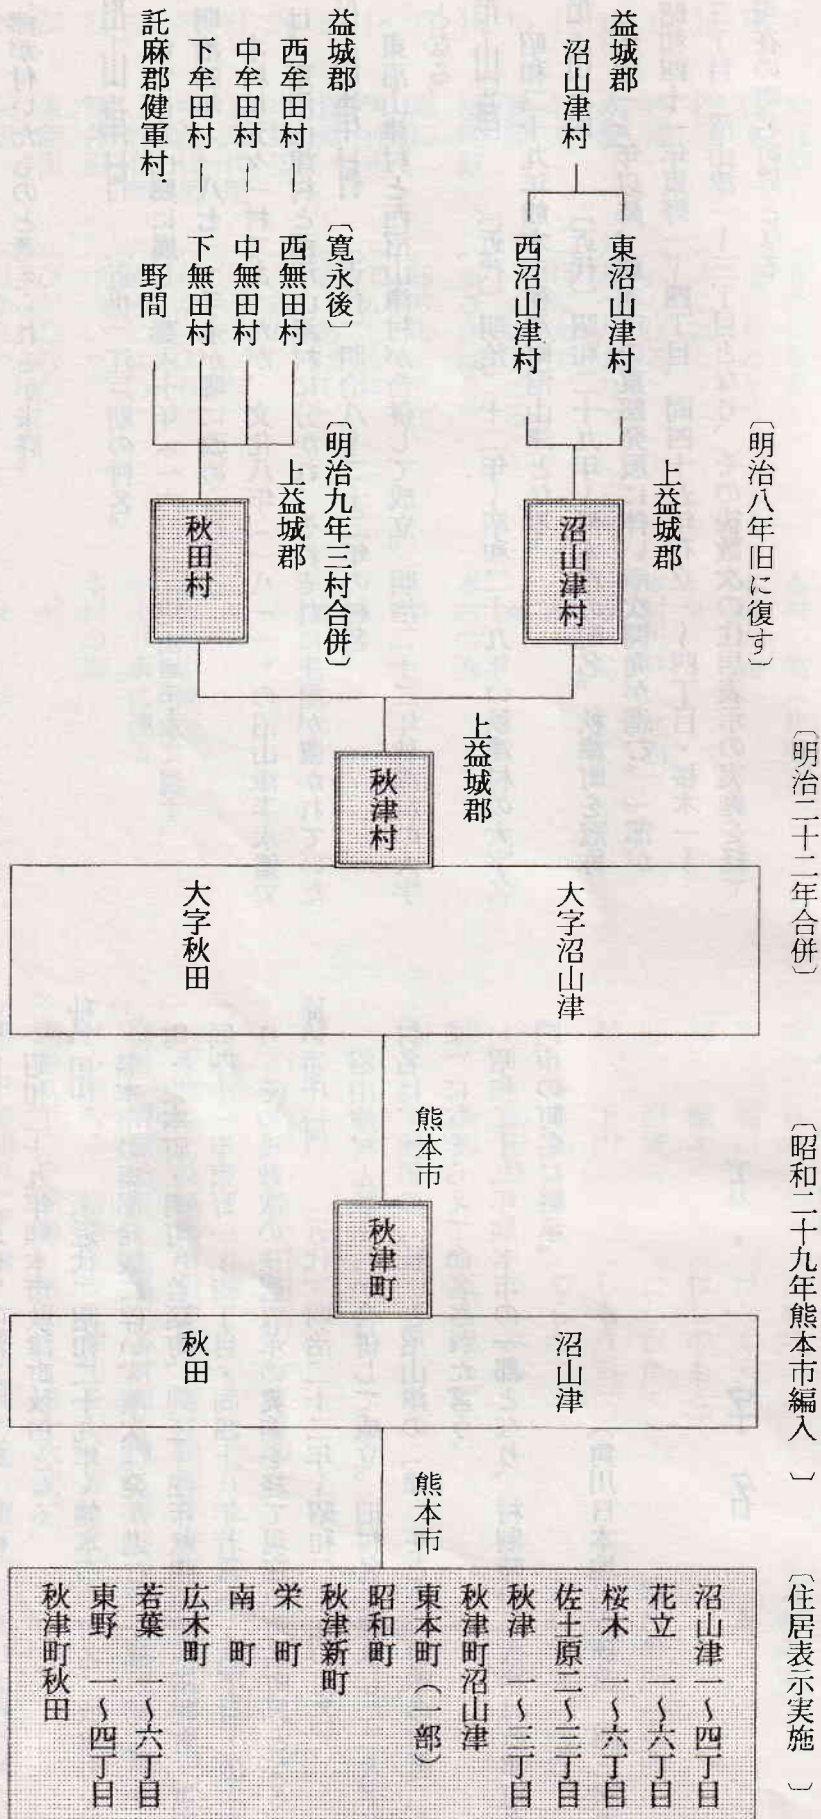 益城郡
沼山津村
東沼山津村
西沼山津村
〔明治八年旧に復す〕
上益城郡
沼山津村
益城郡
西牟田村
中牟田村
下牟田村
託麻郡健軍村.
〔寛永後〕
西無田村
中無田村
下無田村
野間
〔明治九年三村合併〕
上益城郡
秋田村
〔明治二十二年合併〕
上益城郡
秋津村
大字沼山津
大字秋田
〔昭和二十九年熊本市編入〕
熊本市
秋津町
沼山津
秋田
〔住居表示実施〕
熊本市
沼山津一〜四丁目
花立 一〜六丁目
桜木 一〜六丁目
佐土原二〜三丁目
秋津 一〜三丁目
秋津町沼山津
東本町(一部)
昭和町
秋津新町
栄町
南町
広木町
若葉 一〜六丁目
東野 一〜四丁目
秋津町秋田